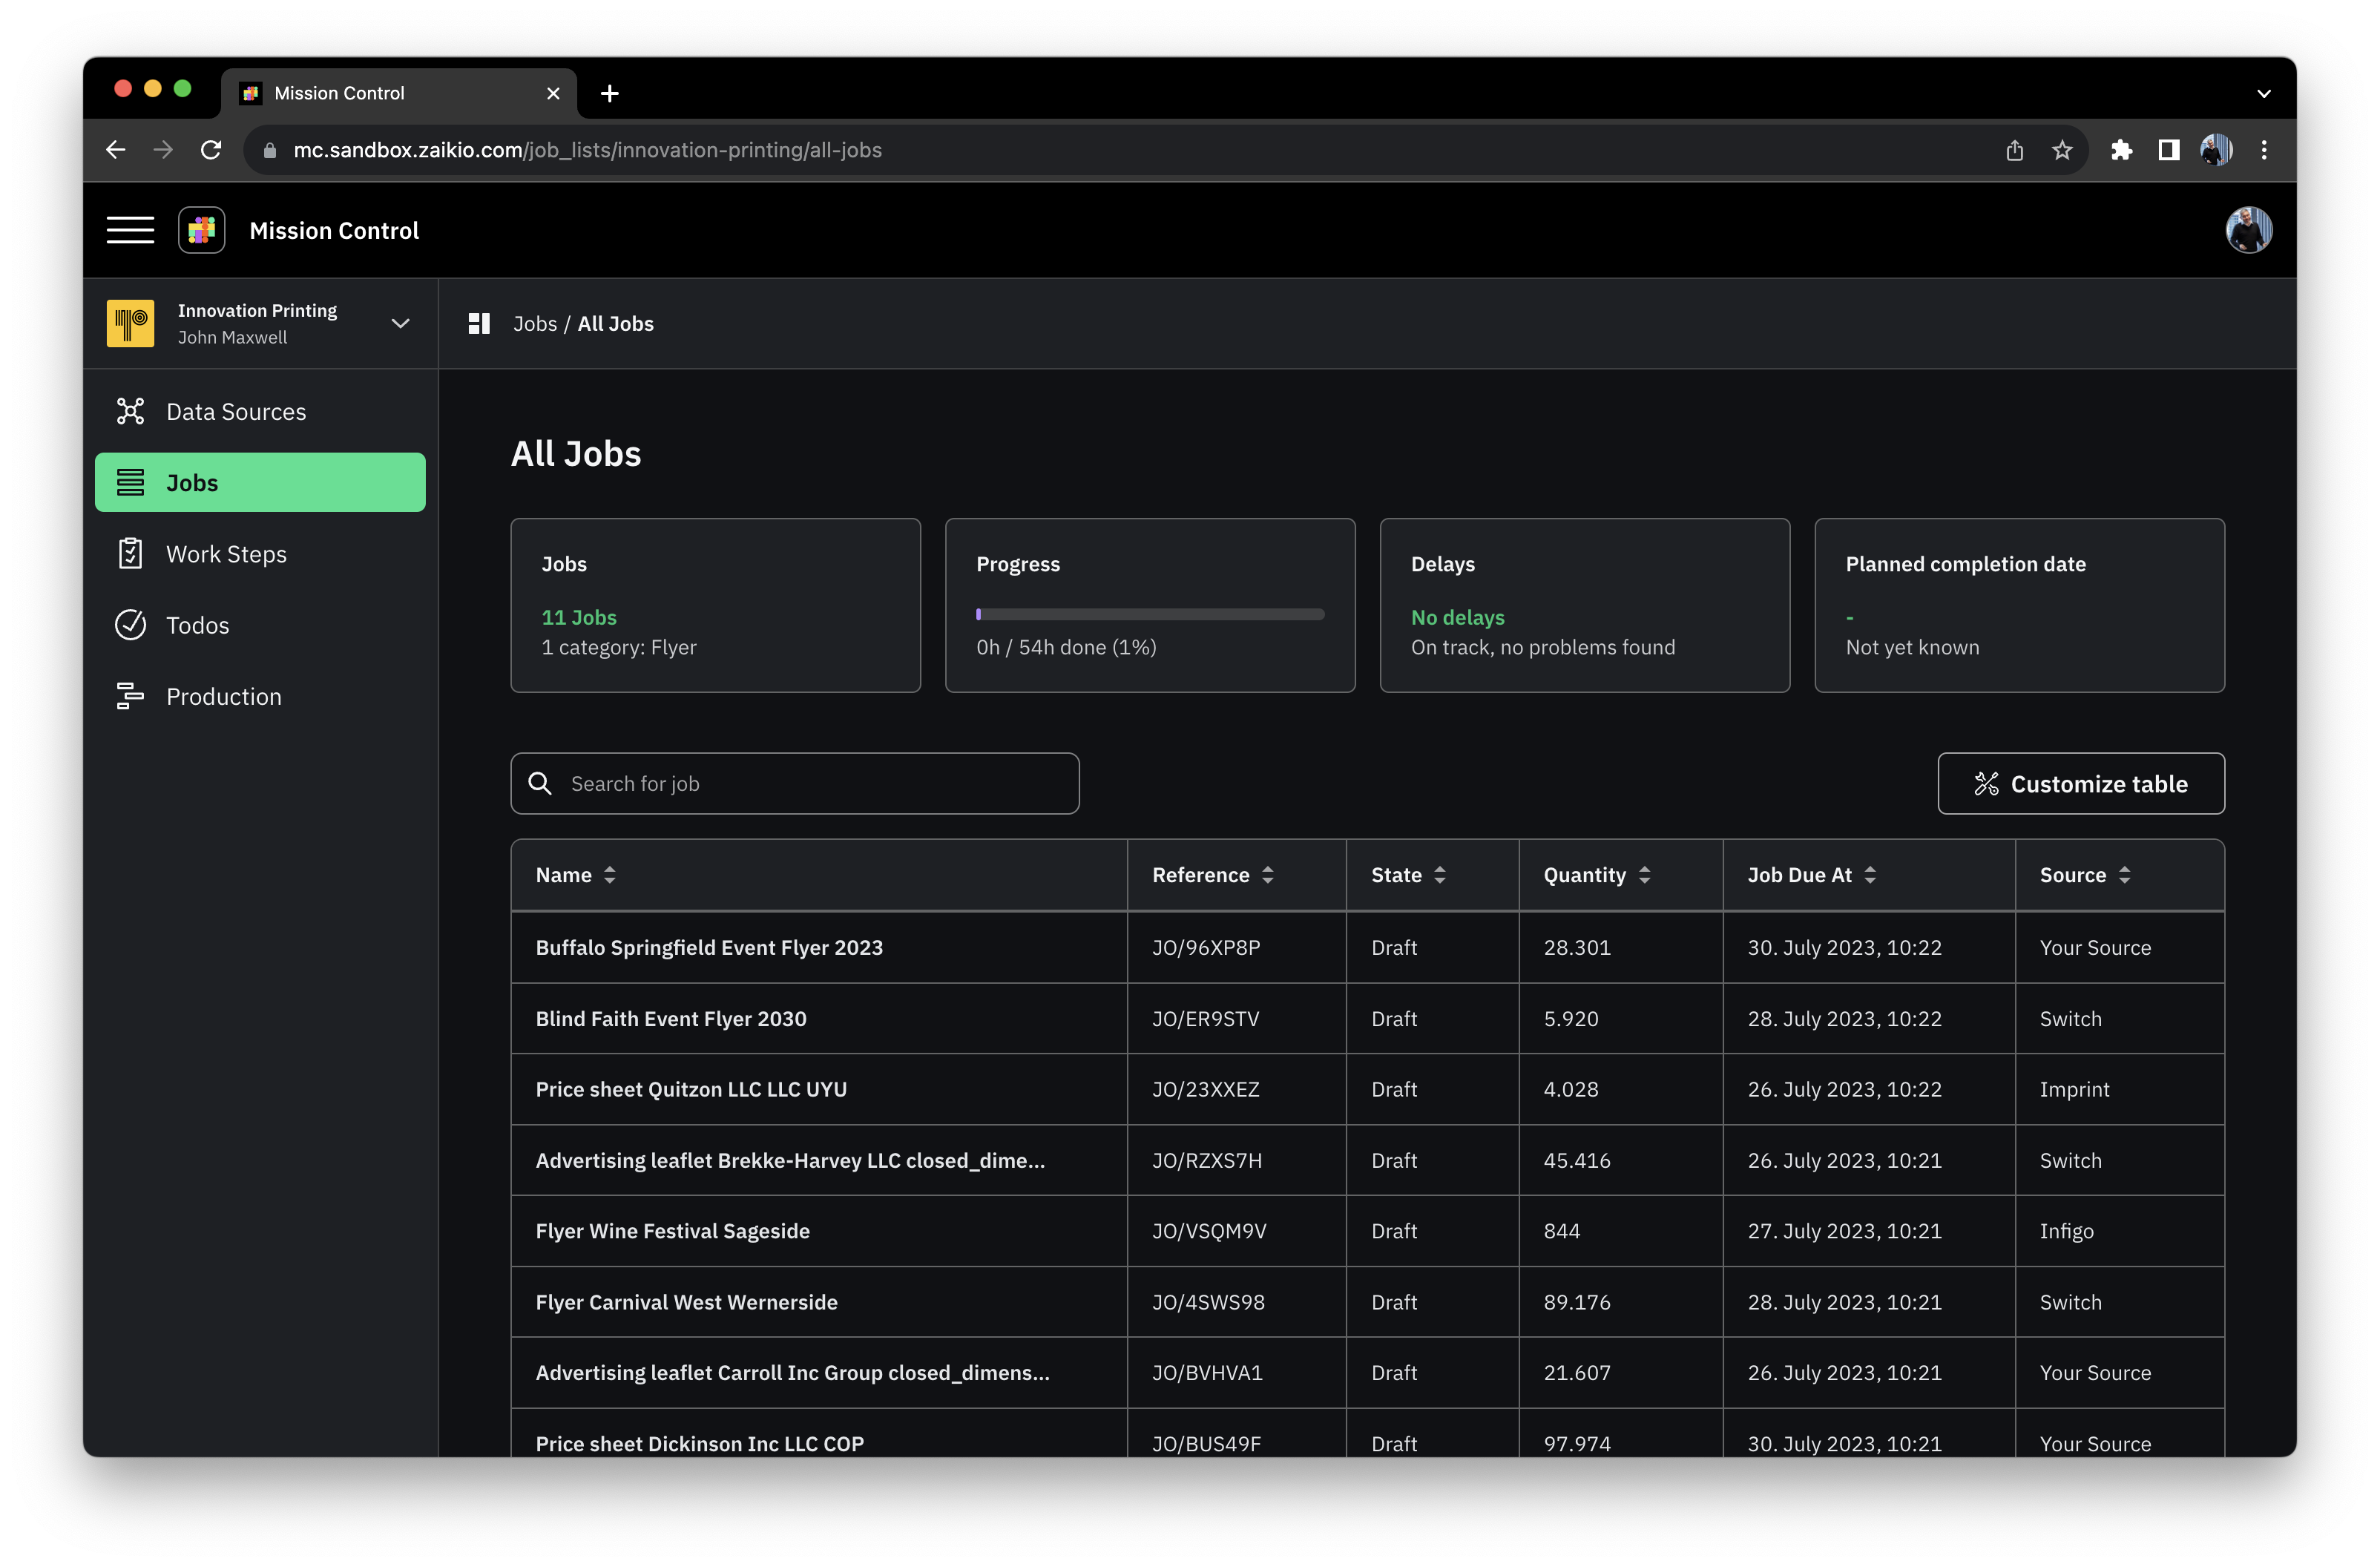 Mission Control
mc.sandbox.zaikio.com/job_lists/innovation-printing/all-jobs
Mission Control
Innovation Printing
John Maxwell
Jobs / All Jobs
Data Sources
Jobs
Work Steps
Todos
Production
All Jobs
Jobs
11 Jobs
1 category: Flyer
Progress
0h / 54h done (1%)
Delays
No delays
On track, no problems found
Planned completion date
-
Not yet known
Search for job
Customize table
Name Reference State Quantity Job Due At Source
Buffalo Springfield Event Flyer 2023 JO/96XP8P Draft 28.301 30. July 2023, 10:22 Your Source
Blind Faith Event Flyer 2030 JO/ER9STV Draft 5.920 28. July 2023, 10:22 Switch
Price sheet Quitzon LLC LLC UYU JO/23XXEZ Draft 4.028 26. July 2023, 10:22 Imprint
Advertising leaflet Brekke-Harvey LLC closed_dime... JO/RZXS7H Draft 45.416 26. July 2023, 10:21 Switch
Flyer Wine Festival Sageside JO/VSQM9V Draft 844 27. July 2023, 10:21 Infigo
Flyer Carnival West Wernerside JO/4SWS98 Draft 89.176 28. July 2023, 10:21 Switch
Advertising leaflet Carroll Inc Group closed_dimens... JO/BVHVA1 Draft 21.607 26. July 2023, 10:21 Your Source
Price sheet Dickinson Inc LLC COP JO/BUS49F Draft 97.974 30. July 2023, 10:21 Your Source